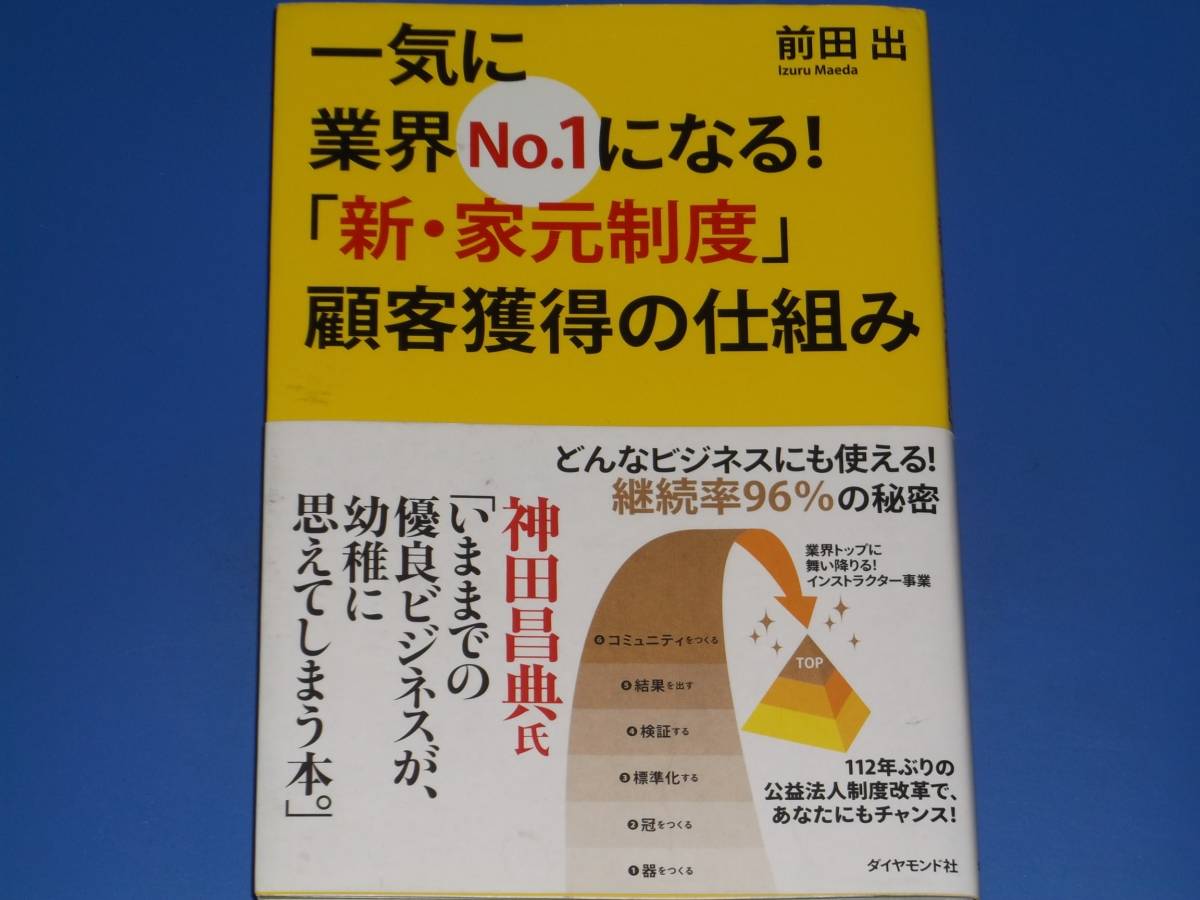 一気に
業界No.1になる!
「新・家元制度」
顧客獲得の仕組み
前田 出
Izuru Maeda
どんなビジネスにも使える!
継続率96%の秘密
神田昌典氏
「いままでの
優良ビジネスが、
幼稚に
思えてしまう本。」
業界トップに
舞い降りる!
インストラクター事業
TOP
❻コミュニティをつくる
❺結果を出す
❹検証する
❸標準化する
❷冠をつくる
❶器をつくる
112年ぶりの
公益法人制度改革で、
あなたにもチャンス!
ダイヤモンド社